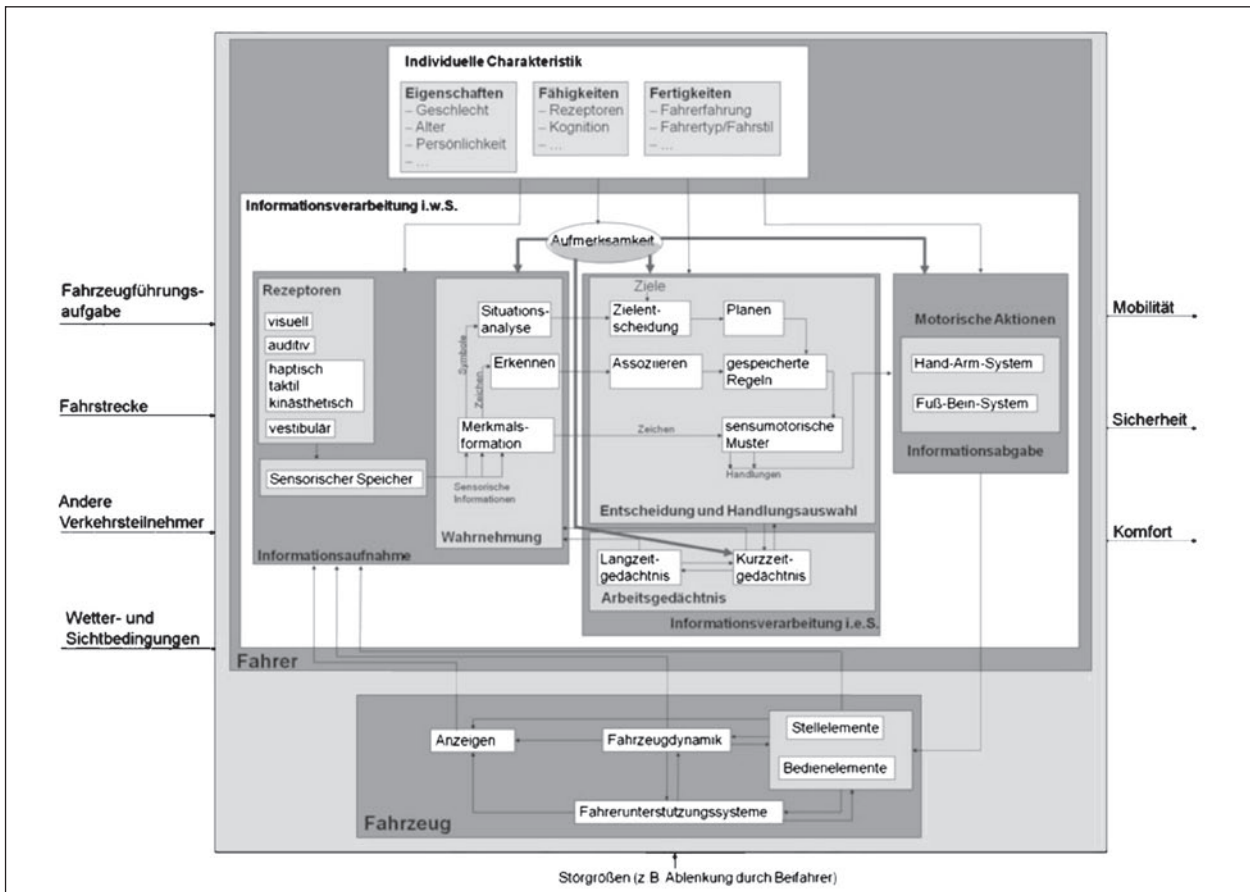 Individuelle Charakteristik
Eigenschaften
– Geschlecht
– Alter
– Persönlichkeit
– ...
Fähigkeiten
– Rezeptoren
– Kognition
– ...
Fertigkeiten
– Fahrerfahrung
– Fahrertyp/Fahrstil
– ...
Informationsverarbeitung i.w.S.
Aufmerksamkeit
Fahrzeugführungs-
aufgabe
Fahrstrecke
Andere
Verkehrsteilnehmer
Wetter- und
Sichtbedingungen
Rezeptoren
visuell
auditiv
haptisch
taktil
kinästhetisch
vestibulär
Sensorischer Speicher
Informationsaufnahme
Situations-
analyse
Erkennen
Symbole
Zeichen
Merkmals-
formation
Sensorische
Informationen
Wahrnehmung
Ziele
Zielent-
scheidung
Planen
Assoziieren
gespeicherte
Regeln
Zeichen
sensumotorische
Muster
Handlungen
Entscheidung und Handlungsauswahl
Langzeit-
gedächtnis
Kurzzeit-
gedächtnis
Arbeitsgedächtnis
Informationsverarbeitung i.e.S.
Motorische Aktionen
Hand-Arm-System
Fuß-Bein-System
Informationsabgabe
Mobilität
Sicherheit
Komfort
Fahrer
Anzeigen
Fahrzeugdynamik
Stellelemente
Bedienelemente
Fahrerunterstutzungssysteme
Fahrzeug
Störgrößen (z B Ablenkung durch Beifahrer)